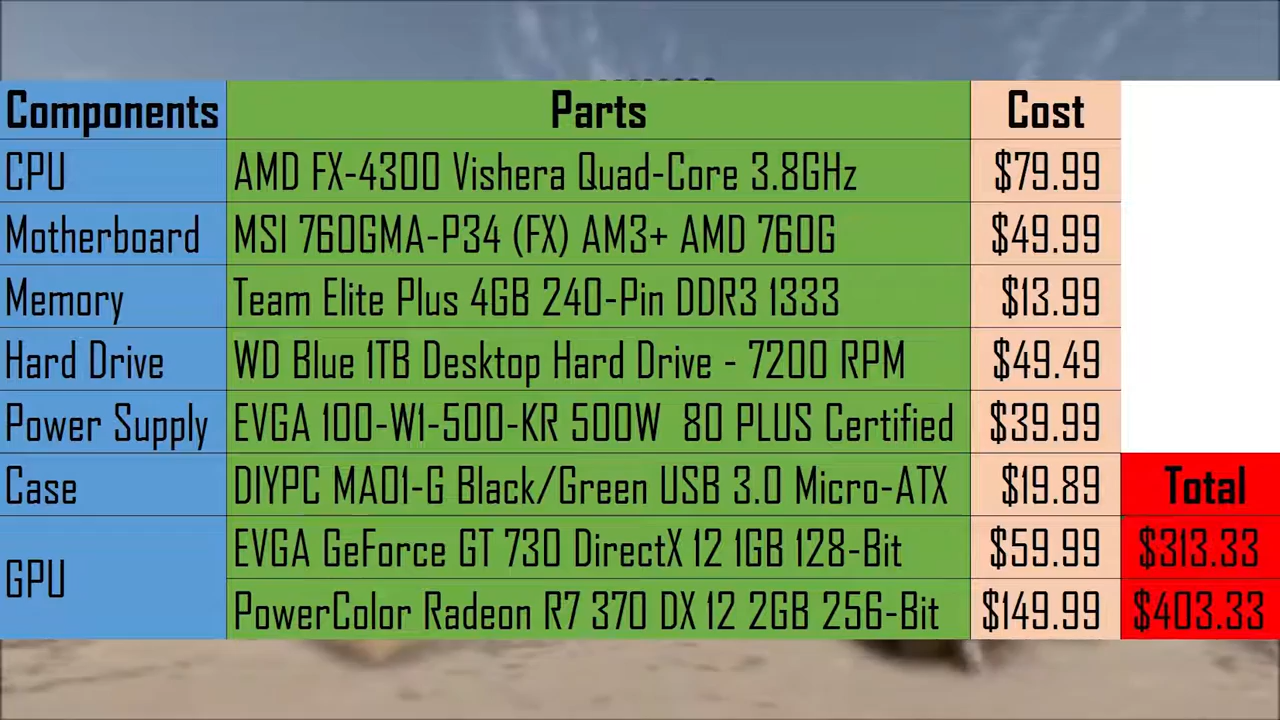 Components Parts Cost
CPU AMD FX-4300 Vishera Quad-Core 3.8GHz $79.99
Motherboard MSI 760GMA-P34 (FX) AM3+ AMD 760G $49.99
Memory Team Elite Plus 4GB 240-Pin DDR3 1333 $13.99
Hard Drive WD Blue 1TB Desktop Hard Drive - 7200 RPM $49.49
Power Supply EVGA 100-W1-500-KR 500W 80 PLUS Certified $39.99
Case DIYPC MA01-G Black/Green USB 3.0 Micro-ATX $19.89 Total
GPU EVGA GeForce GT 730 DirectX 12 1GB 128-Bit $59.99 $313.33
PowerColor Radeon R7 370 DX 12 2GB 256-Bit $149.99 $403.33